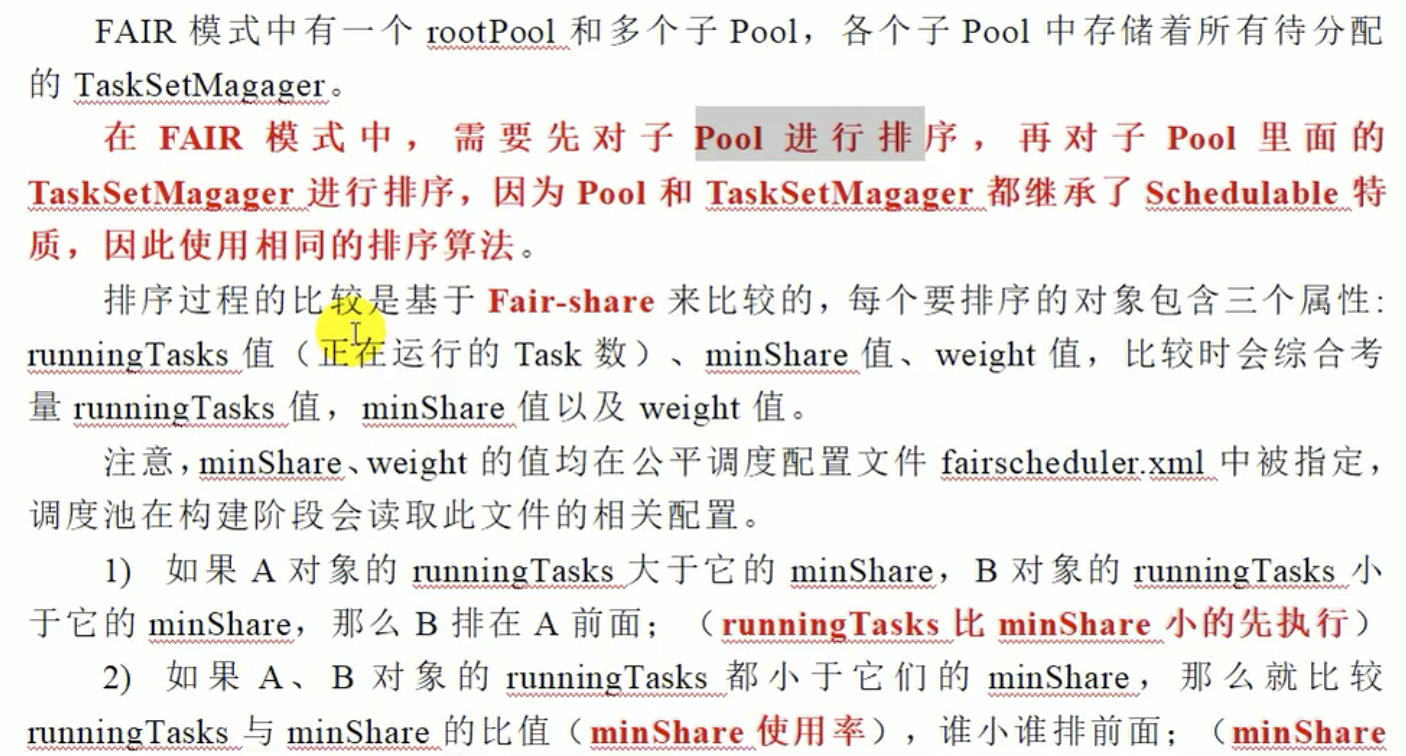 FAIR 模式中有一个 rootPool 和多个子 Pool，各个子 Pool 中存储着所有待分配
的 TaskSetMagager。
在 FAIR 模式中，需要先对子 Pool 进行排序，再对子 Pool 里面的
TaskSetMagager 进行排序，因为 Pool 和 TaskSetMagager 都继承了 Schedulable 特
质，因此使用相同的排序算法。
排序过程的比较是基于 Fair-share 来比较的，每个要排序的对象包含三个属性:
runningTasks 值（正在运行的 Task 数）、minShare 值、weight 值，比较时会综合考
量 runningTasks 值，minShare 值以及 weight 值。
注意，minShare、weight 的值均在公平调度配置文件 fairscheduler.xml 中被指定，
调度池在构建阶段会读取此文件的相关配置。
1) 如果 A 对象的 runningTasks 大于它的 minShare，B 对象的 runningTasks 小
于它的 minShare，那么 B 排在 A 前面；（runningTasks 比 minShare 小的先执行）
2) 如果 A、B 对象的 runningTasks 都小于它们的 minShare，那么就比较
runningTasks 与 minShare 的比值（minShare 使用率），谁小谁排前面；（minShare